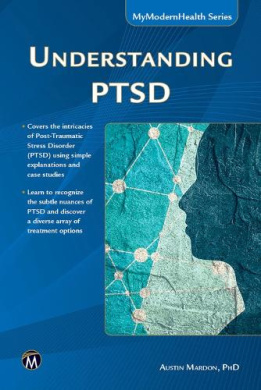 MyModernHealth Series
UNDERSTANDING
PTSD
• Covers the intricacies
of Post-Traumatic
Stress Disorder
(PTSD) using simple
explanations and
case studies
• Learn to recognize
the subtle nuances of
PTSD and discover
a diverse array of
treatment options
M
AUSTIN MARDON, PHD